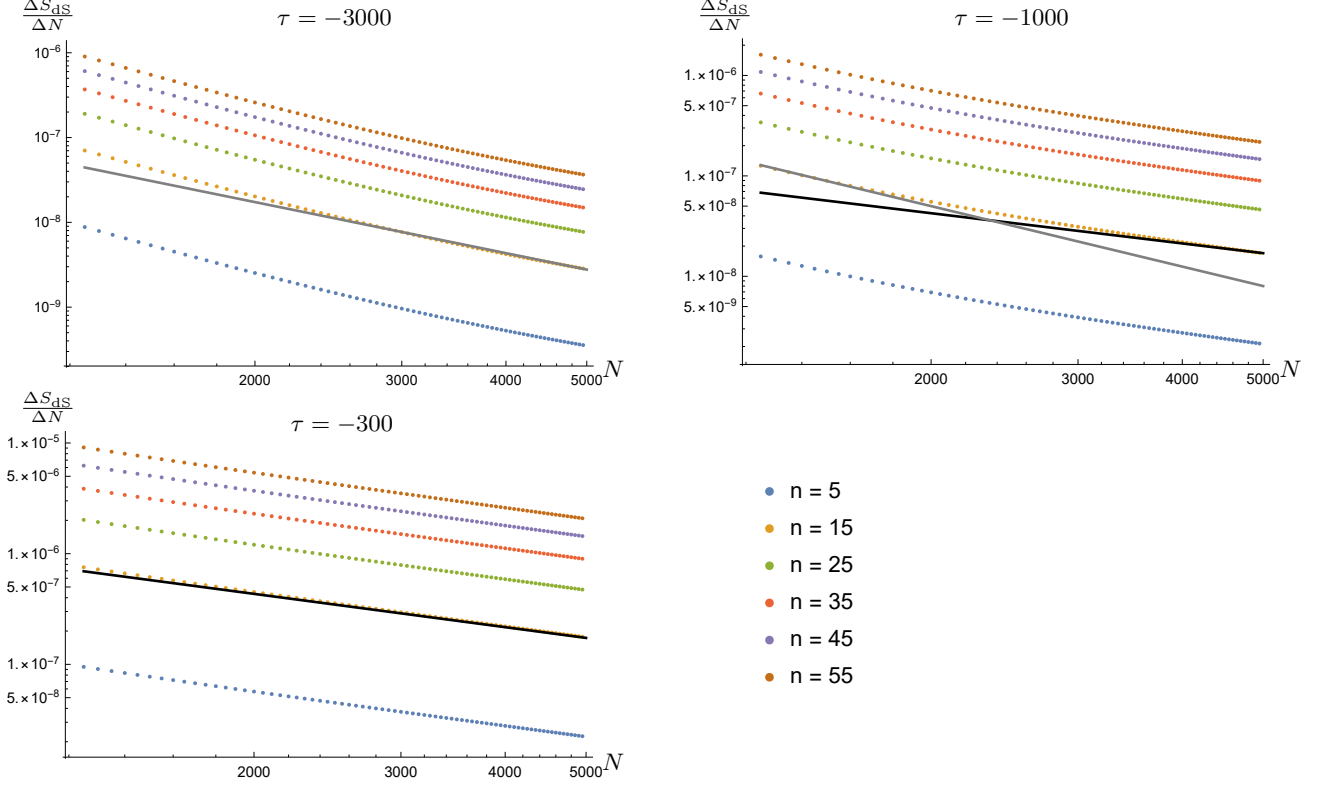 ΔS_dS/ΔN
τ = −3000
10⁻⁶
10⁻⁷
10⁻⁸
10⁻⁹
2000 3000 4000 5000 N
ΔS_dS/ΔN
τ = −1000
1.×10⁻⁶
5.×10⁻⁷
1.×10⁻⁷
5.×10⁻⁸
1.×10⁻⁸
5.×10⁻⁹
2000 3000 4000 5000 N
ΔS_dS/ΔN
τ = −300
1.×10⁻⁵
5.×10⁻⁶
1.×10⁻⁶
5.×10⁻⁷
1.×10⁻⁷
5.×10⁻⁸
2000 3000 4000 5000 N
n = 5
n = 15
n = 25
n = 35
n = 45
n = 55